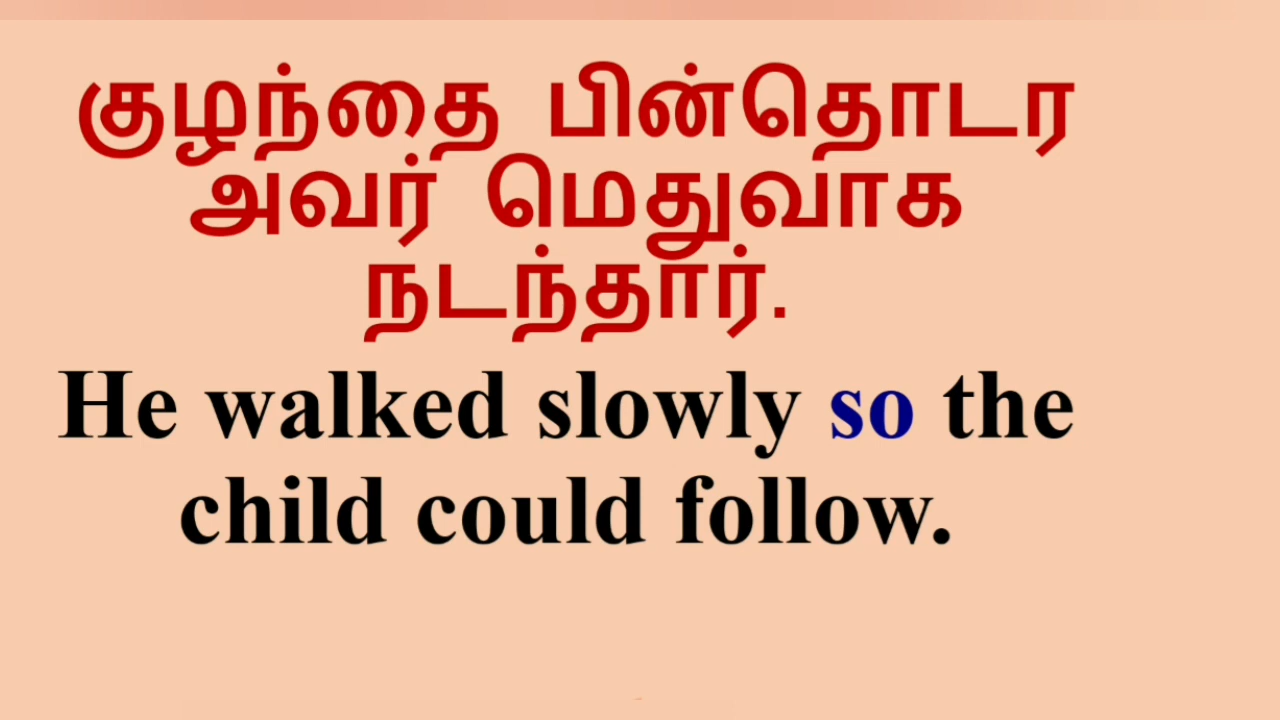 குழந்தை பின்தொடர
அவர் மெதுவாக
நடந்தார்.
He walked slowly so the
child could follow.